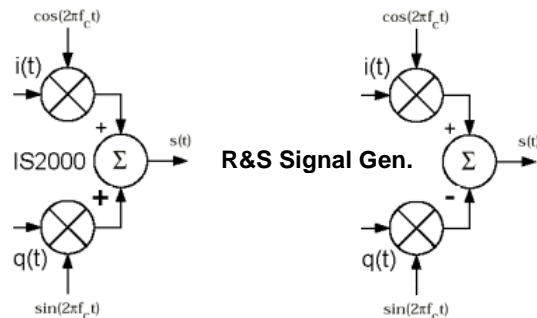 cos(2πf_c t)
i(t)
+
s(t)
IS2000
Σ
+
q(t)
sin(2πf_c t)
R&S Signal Gen.
cos(2πf_c t)
i(t)
+
s(t)
Σ
-
q(t)
sin(2πf_c t)